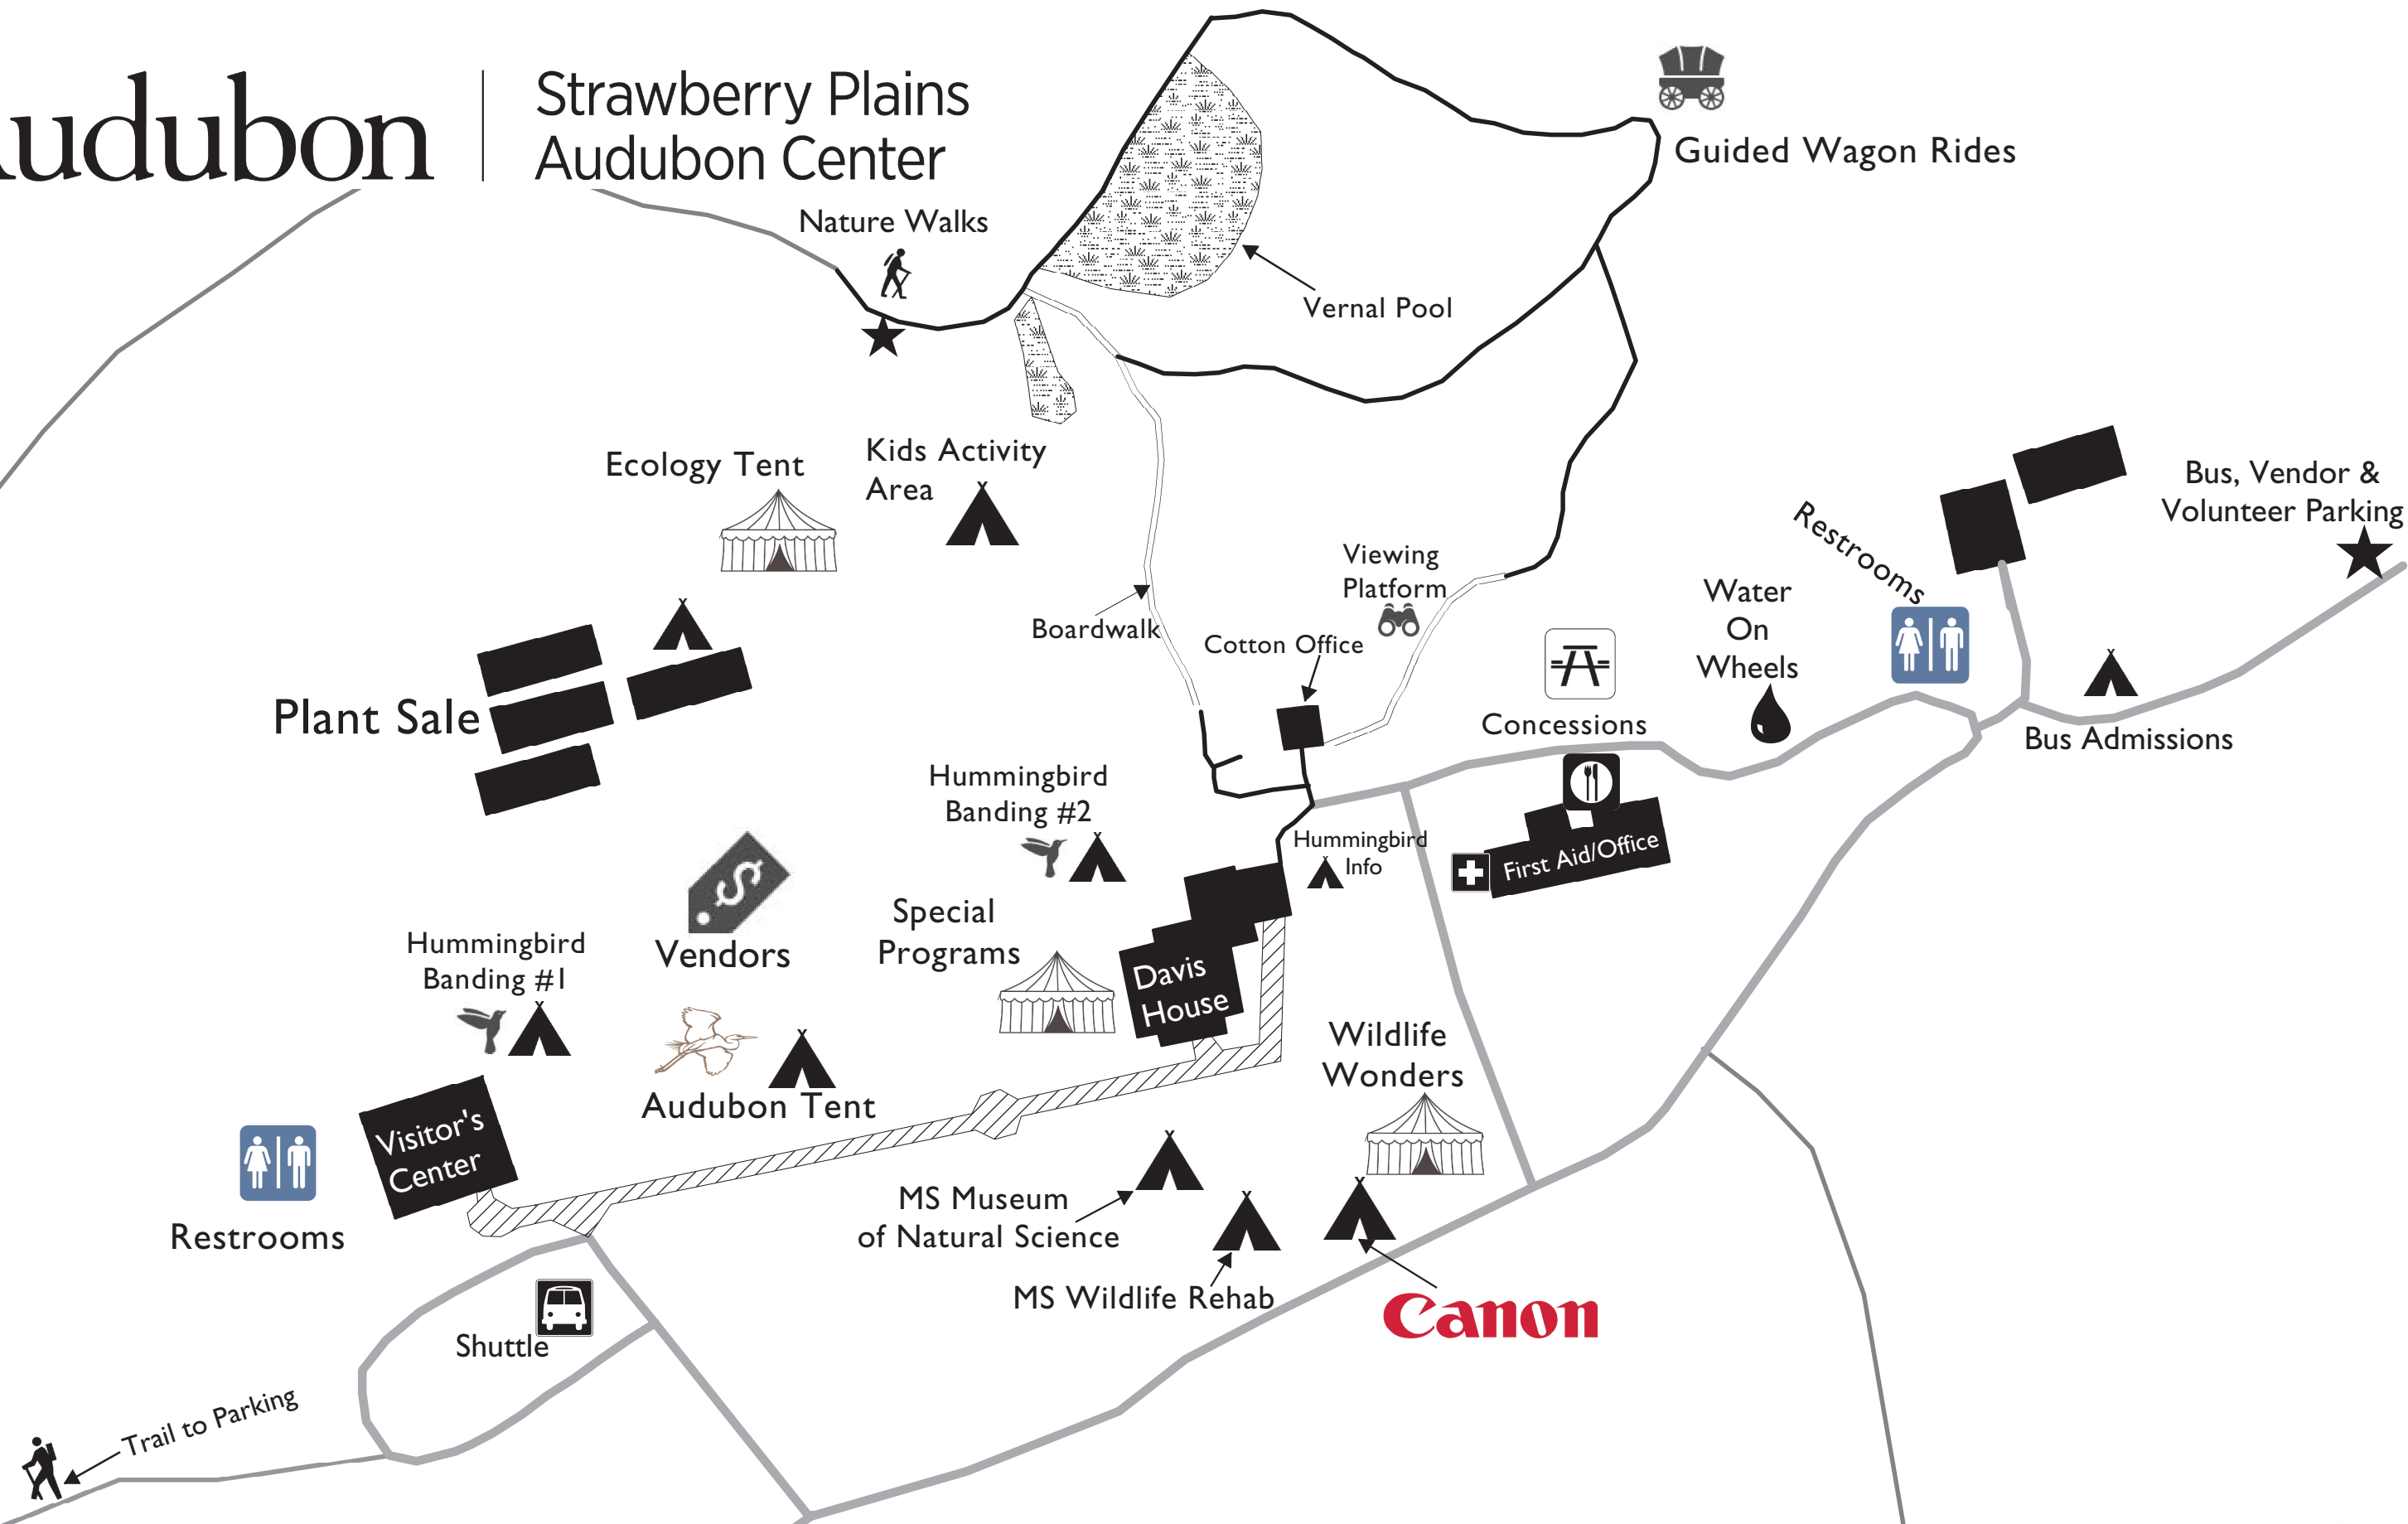 udubon
Strawberry Plains
Audubon Center
Guided Wagon Rides
Nature Walks
Vernal Pool
Ecology Tent
Kids Activity
Area
Bus, Vendor &
Volunteer Parking
Restrooms
Viewing
Platform
Water
On
Wheels
Boardwalk
Cotton Office
Plant Sale
Concessions
Bus Admissions
Hummingbird
Banding #2
Hummingbird
Info
First Aid/Office
Special
Programs
Vendors
Hummingbird
Banding #1
Davis
House
Wildlife
Wonders
Audubon Tent
Visitor's
Center
MS Museum
of Natural Science
Restrooms
MS Wildlife Rehab
Canon
Shuttle
Trail to Parking